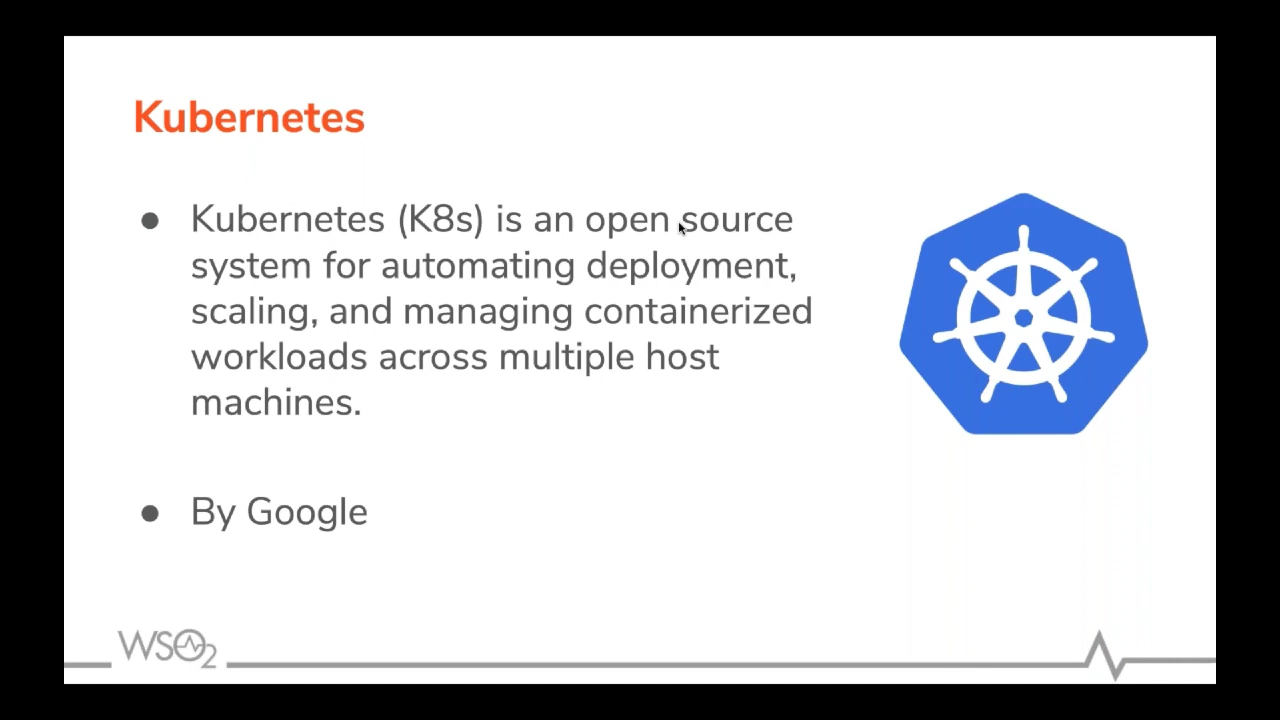 Kubernetes
● Kubernetes (K8s) is an open source
system for automating deployment,
scaling, and managing containerized
workloads across multiple host
machines.
● By Google
WSO2